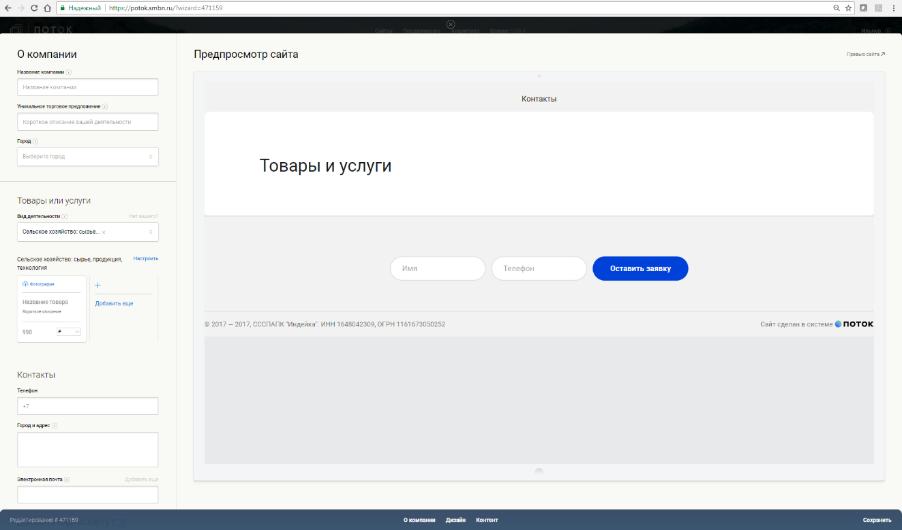 Надежный
https://potok.smbn.ru/?wizard=471159
ПОТОК
О компании
Название компании
Название компании
Уникальное торговое предложение
Короткое описание вашей деятельности
Город
Выберите город
Товары или услуги
Вид деятельности
Нет вашего?
Сельское хозяйство: сырье... ×
Сельское хозяйство: сырье, продукция, технология
Настроить
Фотография
Название товара
Короткое описание
990
+
Добавить еще
Контакты
Телефон
+7
Город и адрес
Электронная почта
Добавить еще
Предпросмотр сайта
Превью сайта
Контакты
Товары и услуги
Имя
Телефон
Оставить заявку
© 2017 — 2017, СССПАПК "Индейка". ИНН 1648042309, ОГРН 1161673050252
Сайт сделан в системе ПОТОК
Редактирование # 471159
О компании
Дизайн
Контент
Сохранить